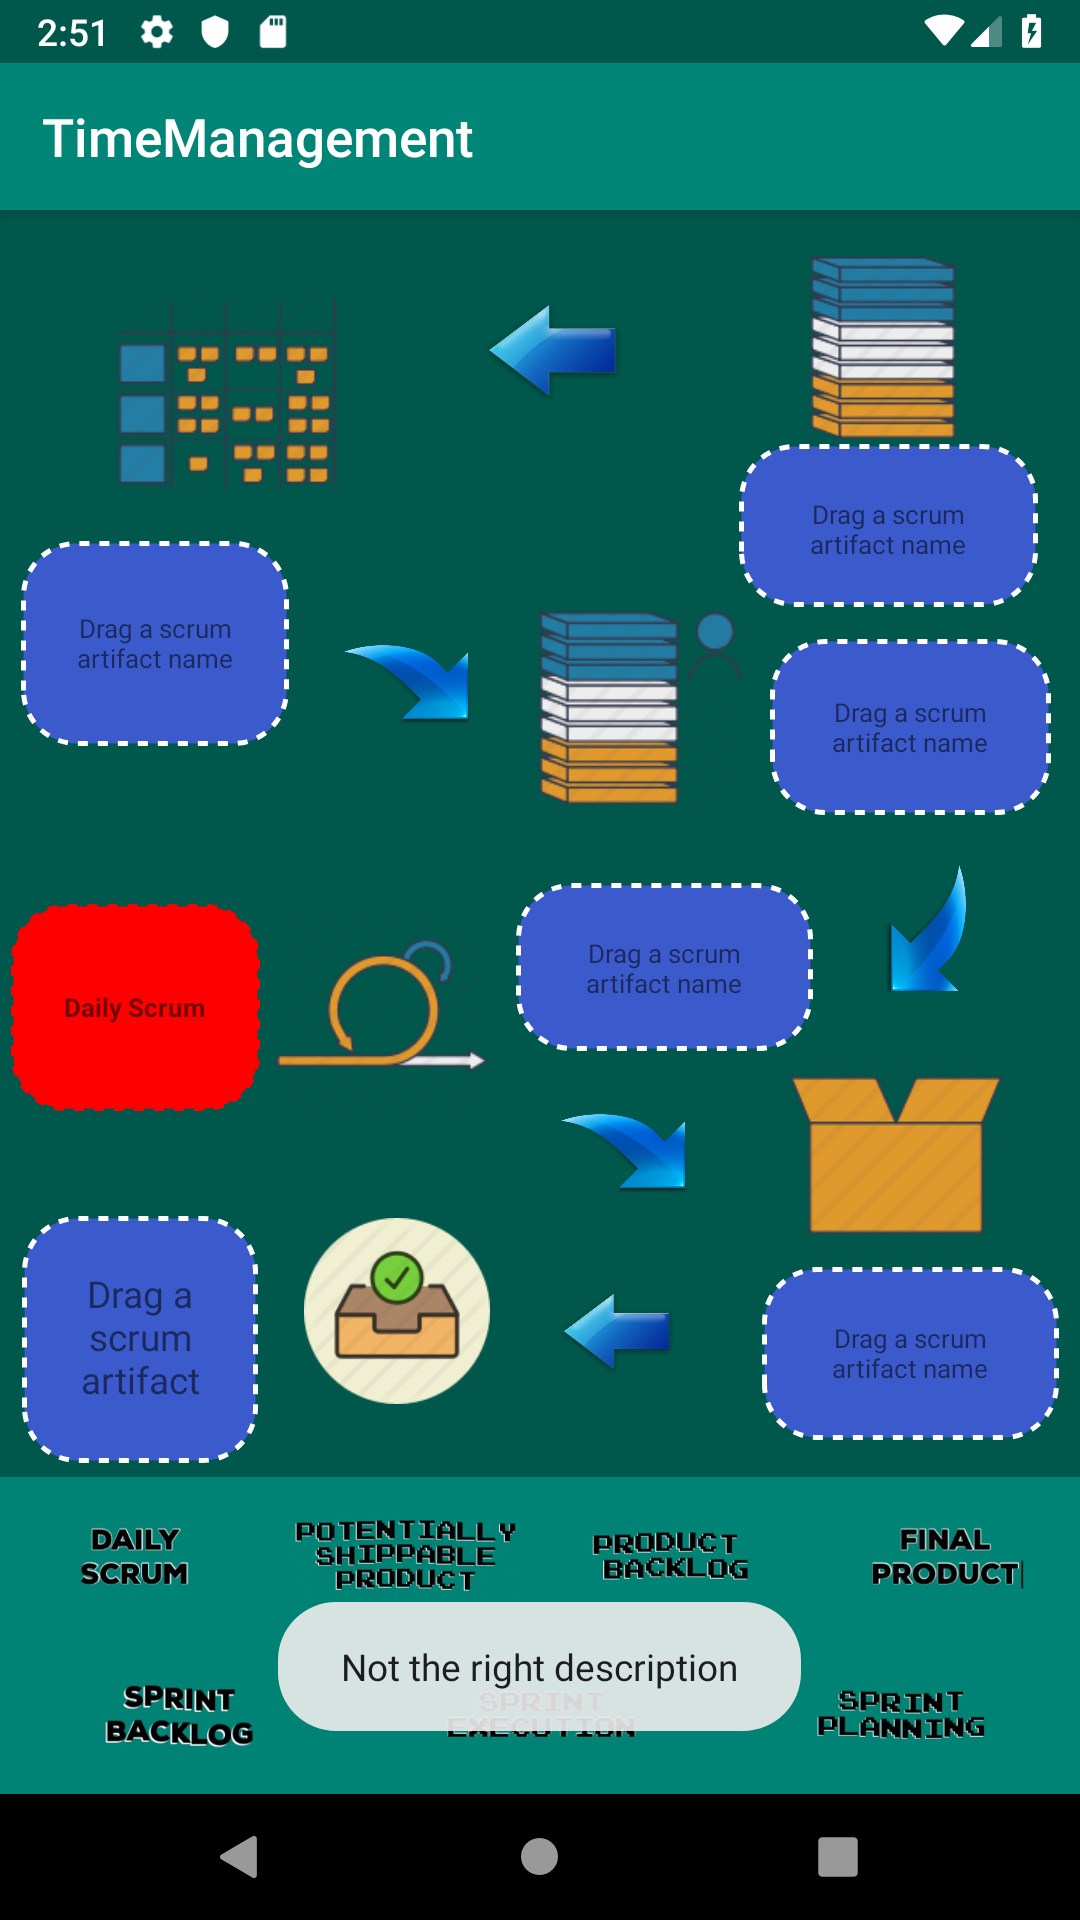 2:51
TimeManagement
Drag a scrum
artifact name
Drag a scrum
artifact name
Drag a scrum
artifact name
Drag a scrum
artifact name
Daily Scrum
Drag a
scrum
artifact
Drag a scrum
artifact name
DAILY
SCRUM
POTENTIALLY
SHIPPABLE
PRODUCT
PRODUCT
BACKLOG
FINAL
PRODUCT
Not the right description
SPRINT
BACKLOG
SPRINT
EXECUTION
SPRINT
PLANNING